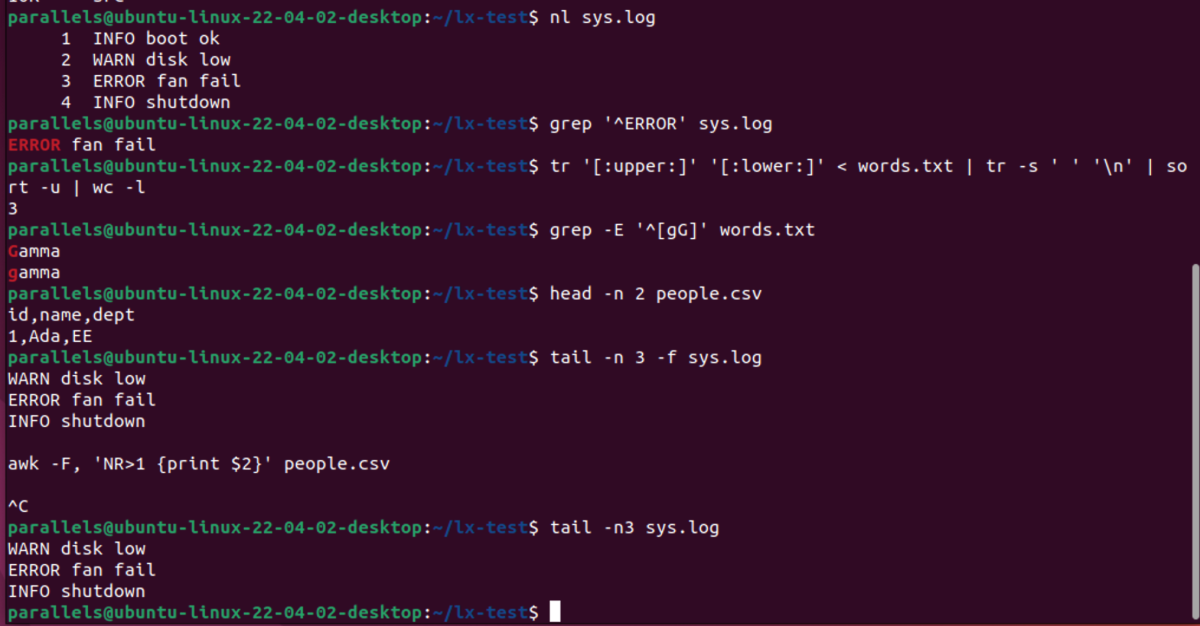 parallels@ubuntu-linux-22-04-02-desktop:~/lx-test$ nl sys.log
     1  INFO boot ok
     2  WARN disk low
     3  ERROR fan fail
     4  INFO shutdown
parallels@ubuntu-linux-22-04-02-desktop:~/lx-test$ grep '^ERROR' sys.log
ERROR fan fail
parallels@ubuntu-linux-22-04-02-desktop:~/lx-test$ tr '[:upper:]' '[:lower:]' < words.txt | tr -s ' ' '\n' | so
rt -u | wc -l
3
parallels@ubuntu-linux-22-04-02-desktop:~/lx-test$ grep -E '^[gG]' words.txt
Gamma
gamma
parallels@ubuntu-linux-22-04-02-desktop:~/lx-test$ head -n 2 people.csv
id,name,dept
1,Ada,EE
parallels@ubuntu-linux-22-04-02-desktop:~/lx-test$ tail -n 3 -f sys.log
WARN disk low
ERROR fan fail
INFO shutdown
awk -F, 'NR>1 {print $2}' people.csv
^C
parallels@ubuntu-linux-22-04-02-desktop:~/lx-test$ tail -n3 sys.log
WARN disk low
ERROR fan fail
INFO shutdown
parallels@ubuntu-linux-22-04-02-desktop:~/lx-test$